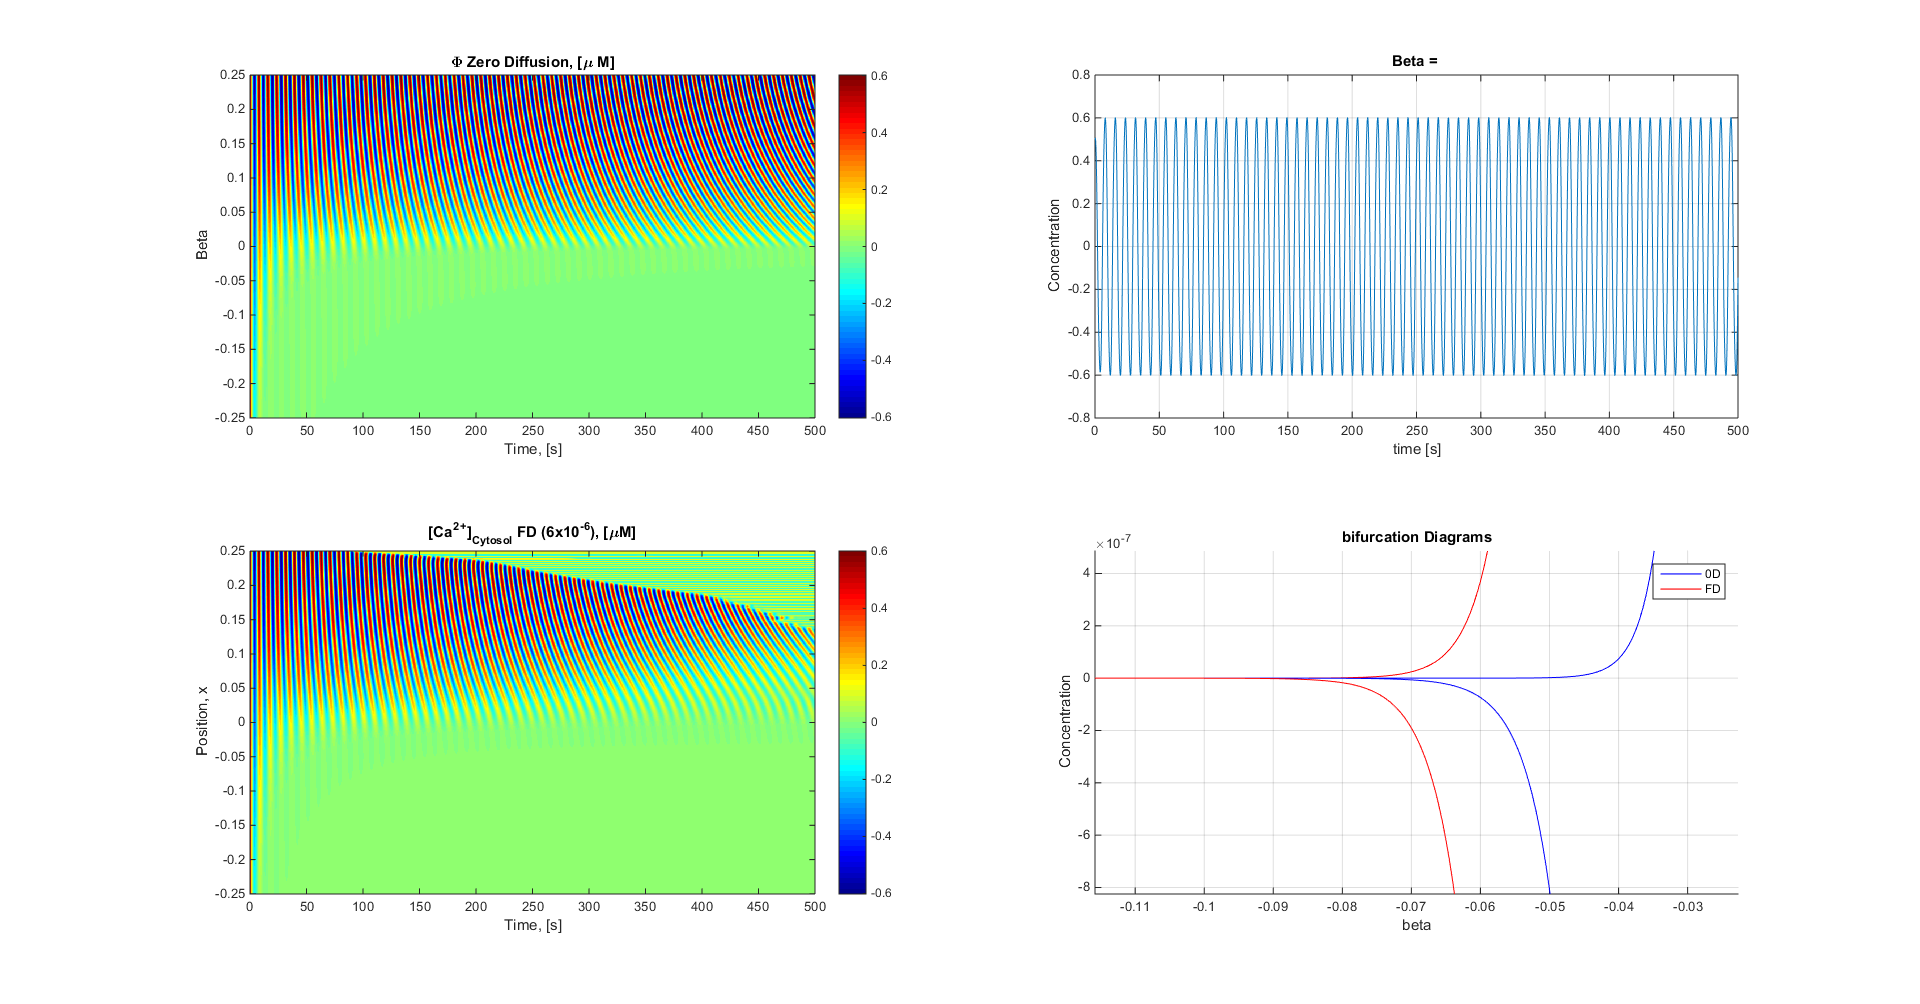 Φ Zero Diffusion, [μ M]
Beta
0.25
0.2
0.15
0.1
0.05
0
-0.05
-0.1
-0.15
-0.2
-0.25
0 50 100 150 200 250 300 350 400 450 500
Time, [s]
0.6
0.4
0.2
0
-0.2
-0.4
-0.6
Beta =
Concentration
0.8
0.6
0.4
0.2
0
-0.2
-0.4
-0.6
-0.8
0 50 100 150 200 250 300 350 400 450 500
time [s]
[Ca²⁺]Cytosol FD (6x10⁻⁶), [μM]
Position, x
0.25
0.2
0.15
0.1
0.05
0
-0.05
-0.1
-0.15
-0.2
-0.25
0 50 100 150 200 250 300 350 400 450 500
Time, [s]
0.6
0.4
0.2
0
-0.2
-0.4
-0.6
bifurcation Diagrams
×10⁻⁷
Concentration
4
2
0
-2
-4
-6
-8
-0.11 -0.1 -0.09 -0.08 -0.07 -0.06 -0.05 -0.04 -0.03
beta
0D
FD